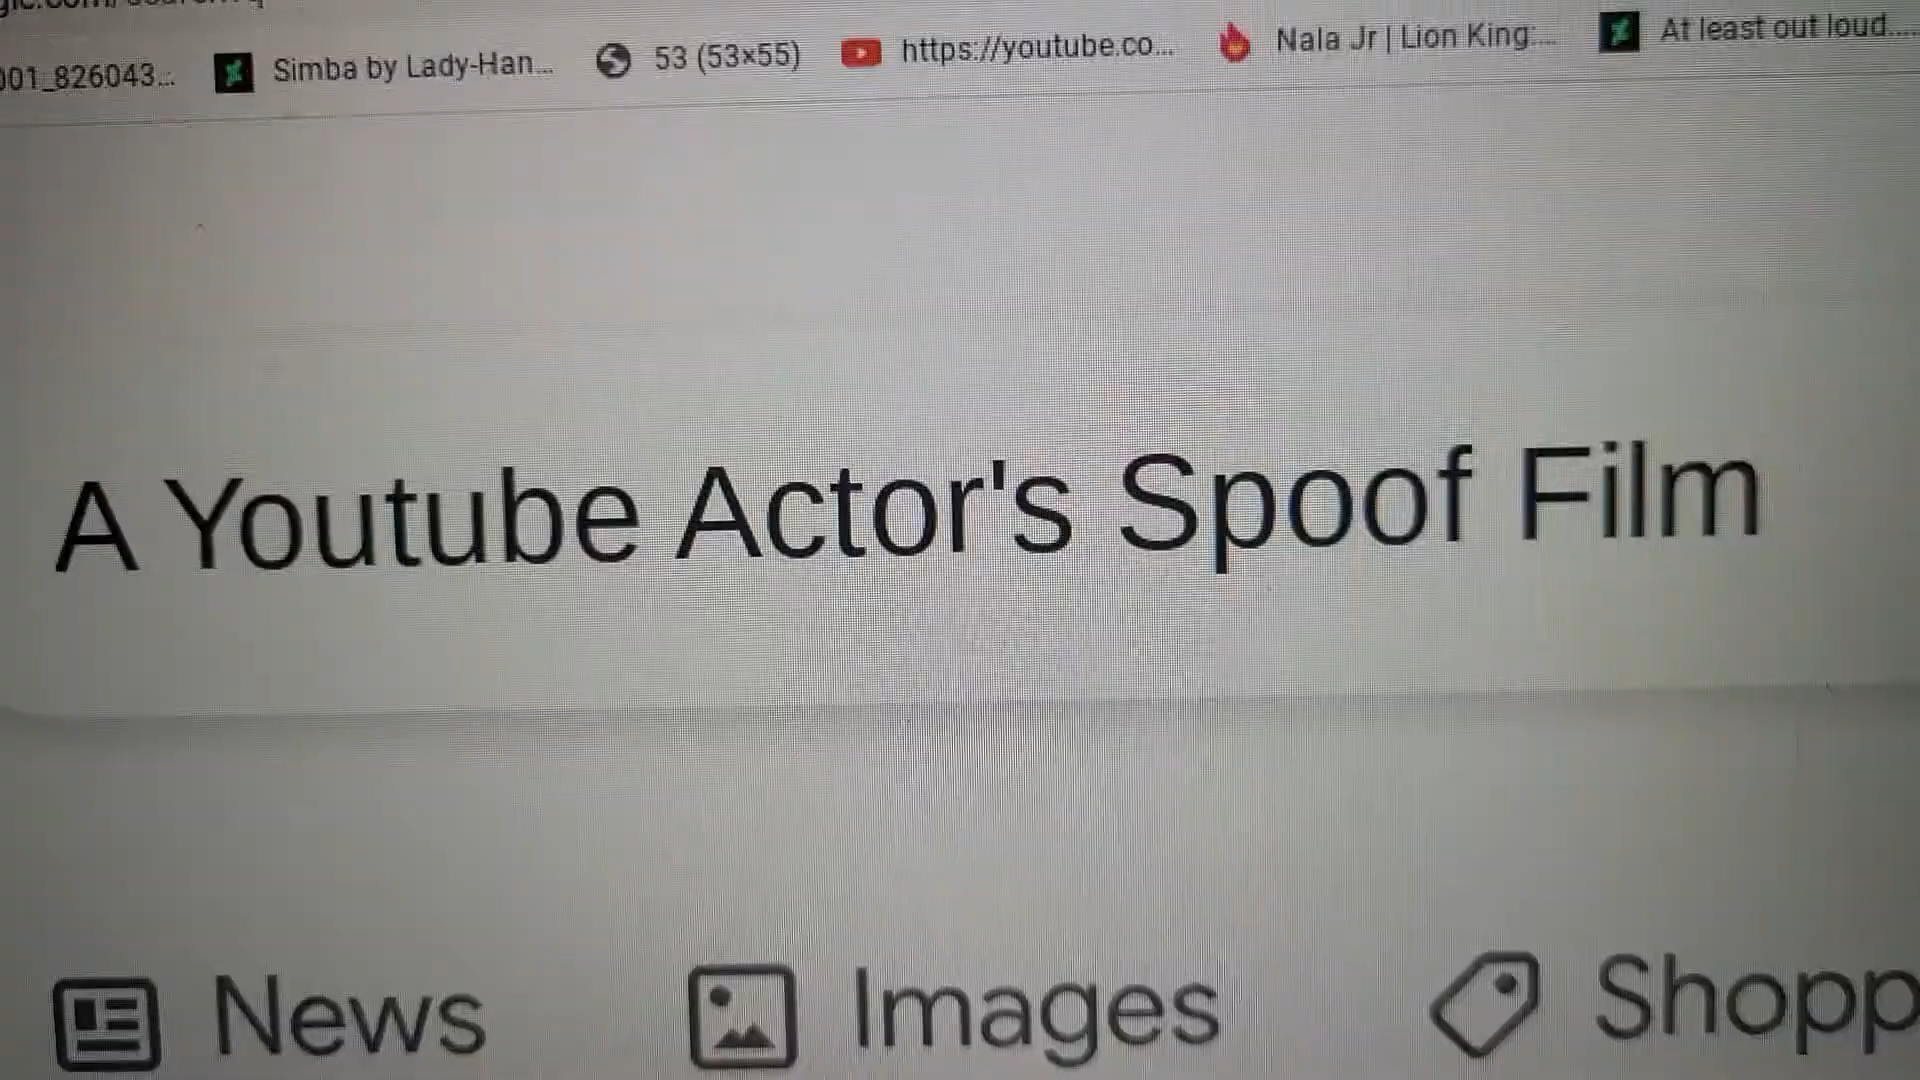 001_826043...
Simba by Lady-Han...
53 (53×55)
https://youtube.co...
Nala Jr | Lion King:...
At least out loud.....
A Youtube Actor's Spoof Film
News
Images
Shopp